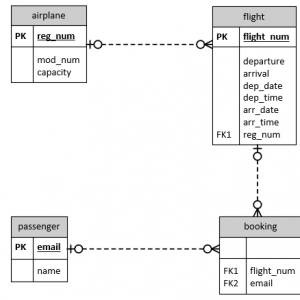 airplane
PK reg_num
mod_num
capacity
flight
PK flight_num
departure
arrival
dep_date
dep_time
arr_date
arr_time
FK1 reg_num
passenger
PK email
name
booking
FK1 flight_num
FK2 email